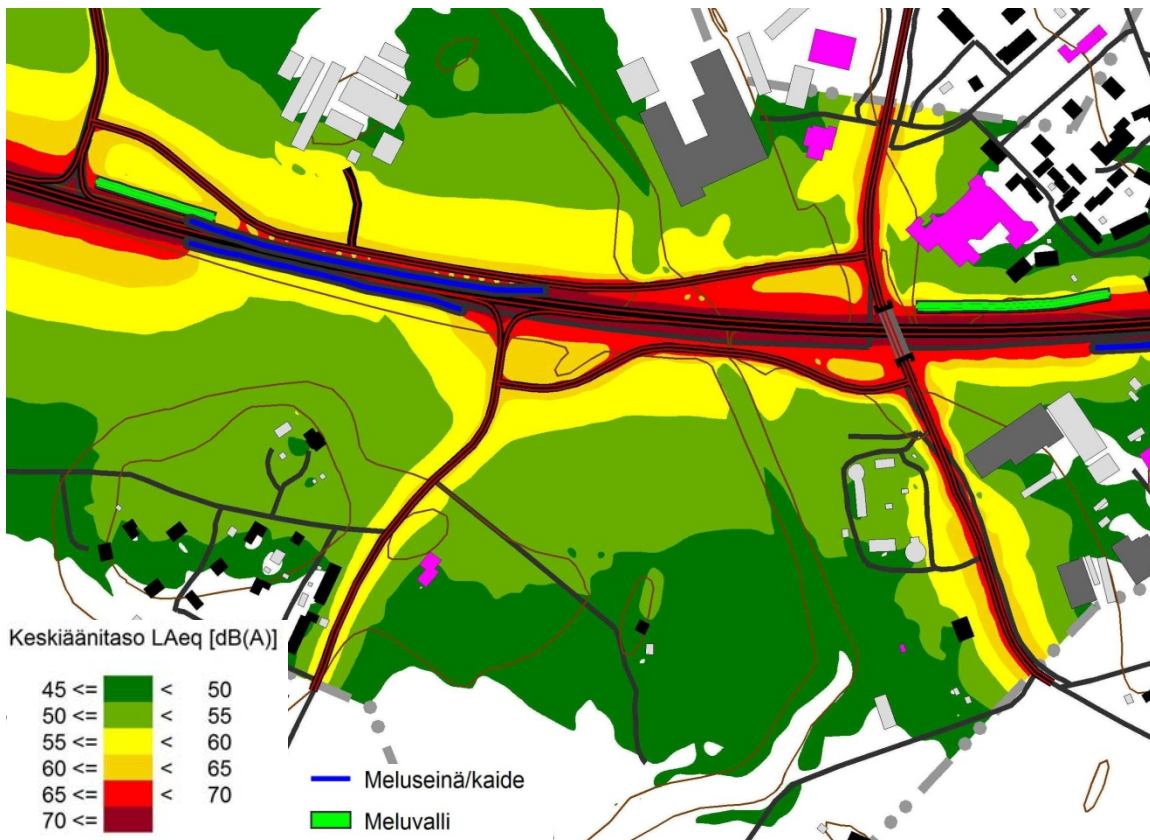 Keskiäänitaso LAeq [dB(A)]
45 <= < 50
50 <= < 55
55 <= < 60
60 <= < 65
65 <= < 70
70 <=
Meluseinä/kaide
Meluvalli